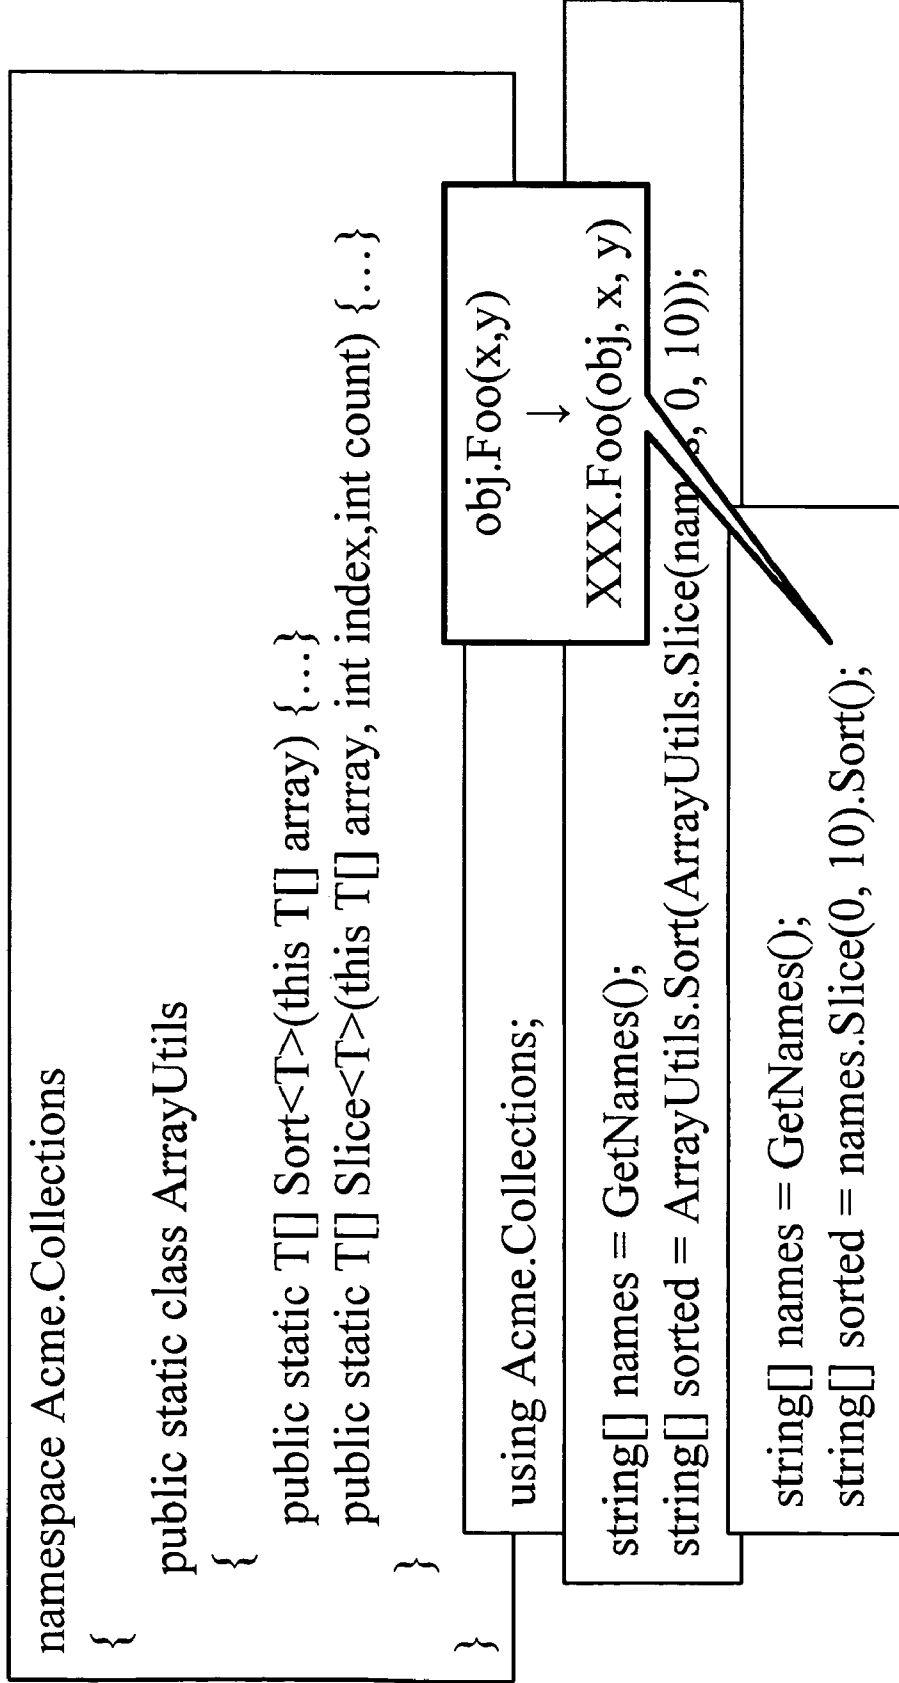 namespace Acme.Collections
{
public static class ArrayUtils
{
public static T[] Sort<T>(this T[] array) {…}
public static T[] Slice<T>(this T[] array, int index,int count) {…}
}
}
using Acme.Collections;
obj.Foo(x,y)
↓
XXX.Foo(obj, x, y)
string[] names = GetNames();
string[] sorted = ArrayUtils.Sort(ArrayUtils.Slice(names, 0, 10));
string[] names = GetNames();
string[] sorted = names.Slice(0, 10).Sort();